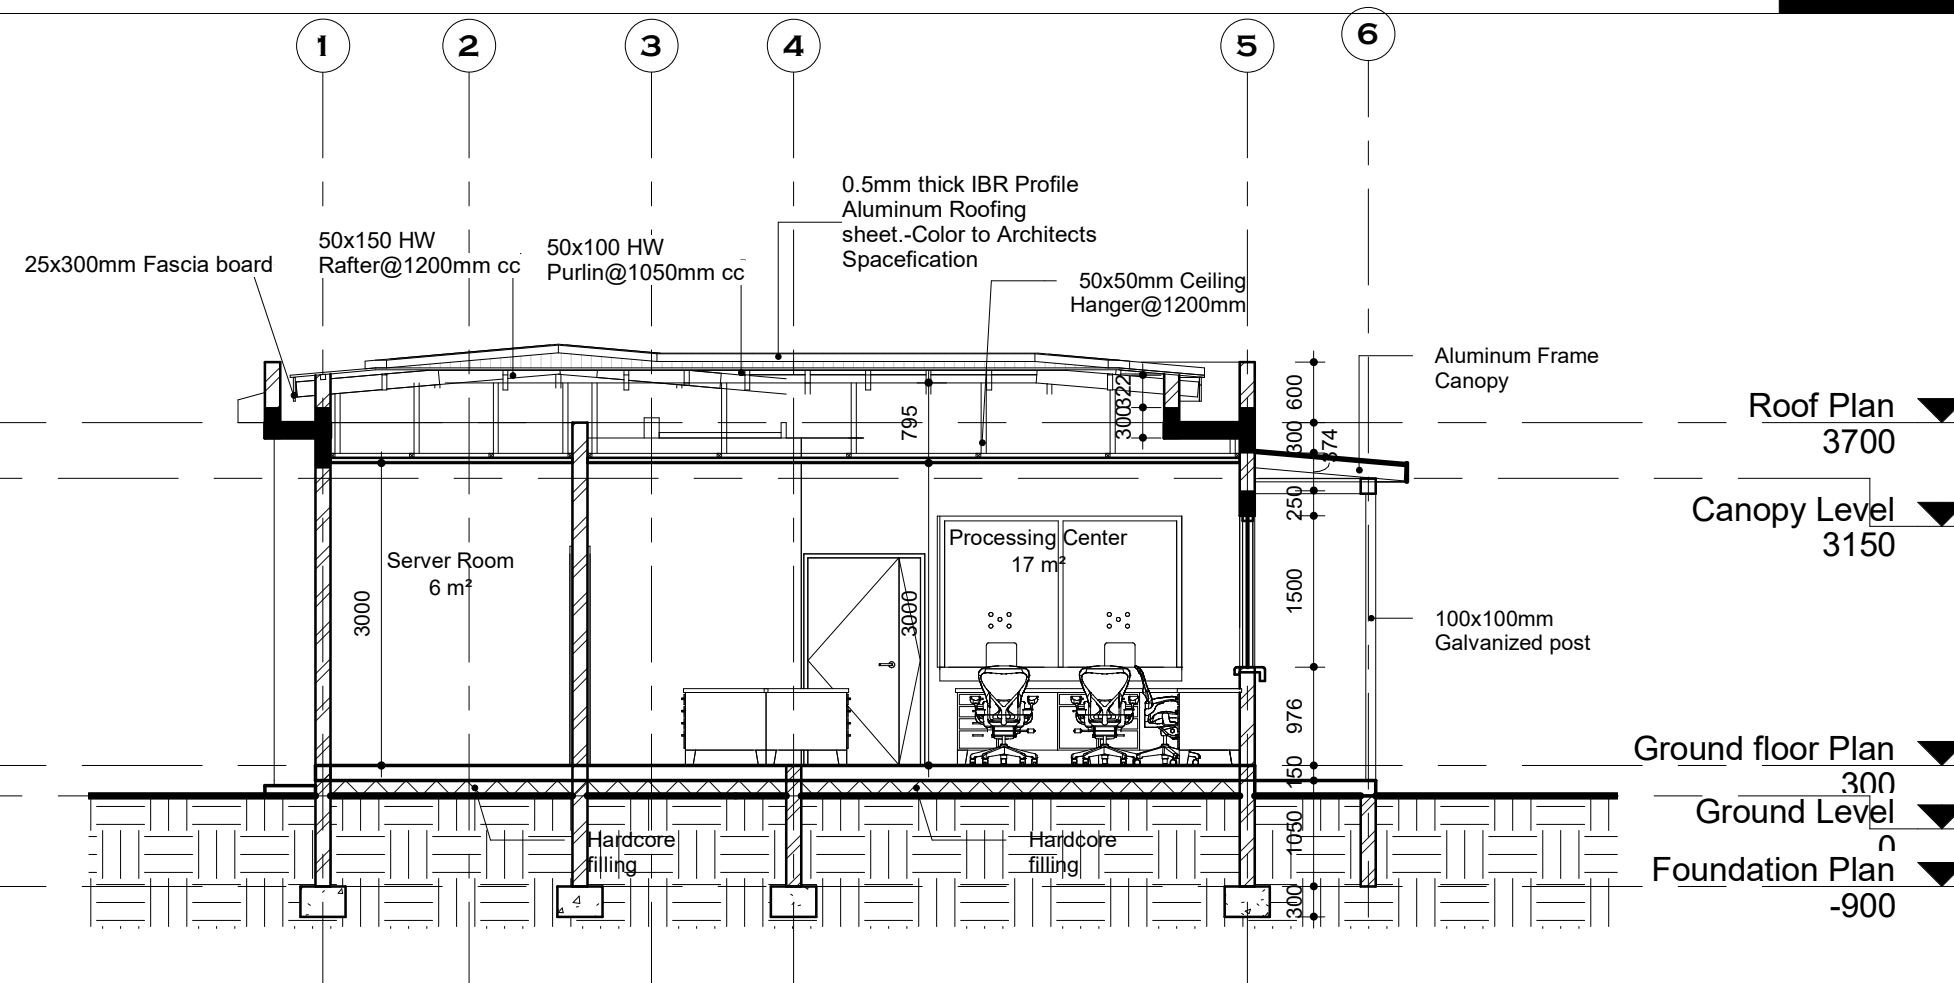 1
2
3
4
5
6
0.5mm thick IBR Profile
Aluminum Roofing
sheet.-Color to Architects
Spacefication
50x150 HW
Rafter@1200mm cc
50x100 HW
Purlin@1050mm cc
25x300mm Fascia board
50x50mm Ceiling
Hanger@1200mm
Aluminum Frame
Canopy
600
322
300
795
300
374
250
Roof Plan
3700
Canopy Level
3150
Processing Center
17 m²
Server Room
6 m²
3000
3000
1500
100x100mm
Galvanized post
976
150
Ground floor Plan
300
Ground Level
0
1050
Hardcore
filling
Hardcore
filling
Foundation Plan
-900
300